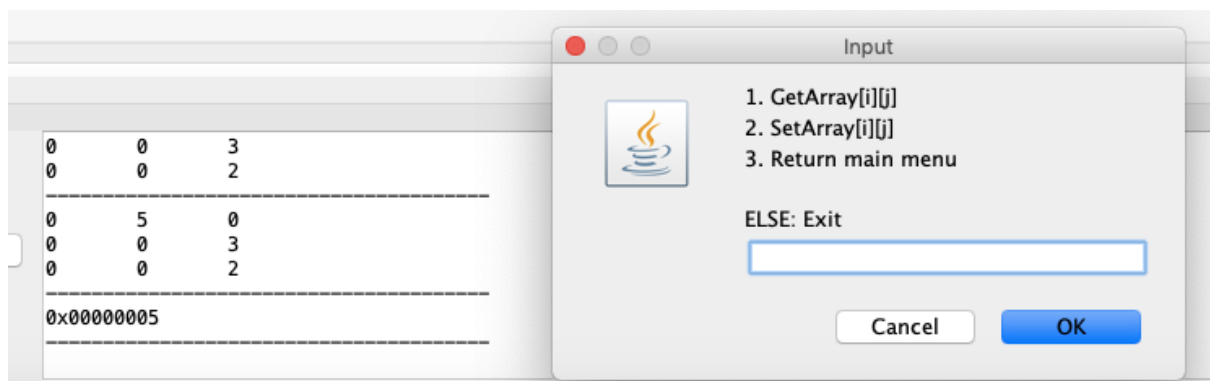 0 0 3
0 0 2
---------------------------------------
0 5 0
0 0 3
0 0 2
---------------------------------------
0x00000005
---------------------------------------
Input
1. GetArray[i][j]
2. SetArray[i][j]
3. Return main menu
ELSE: Exit
Cancel OK